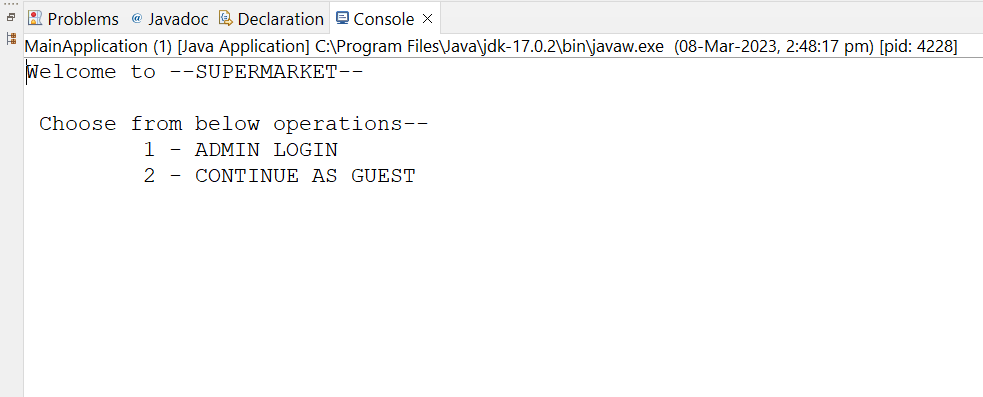 Problems @ Javadoc Declaration Console
MainApplication (1) [Java Application] C:\Program Files\Java\jdk-17.0.2\bin\javaw.exe (08-Mar-2023, 2:48:17 pm) [pid: 4228]
Welcome to --SUPERMARKET--
Choose from below operations--
1 - ADMIN LOGIN
2 - CONTINUE AS GUEST